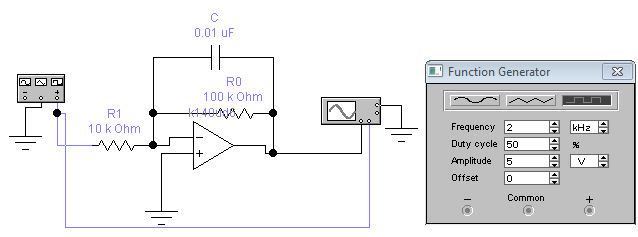 C
0.01 uF
R0
100 k Ohm
k140ud6
R1
10 k Ohm
Function Generator
Frequency 2 kHz
Duty cycle 50 %
Amplitude 5 V
Offset 0
− Common +